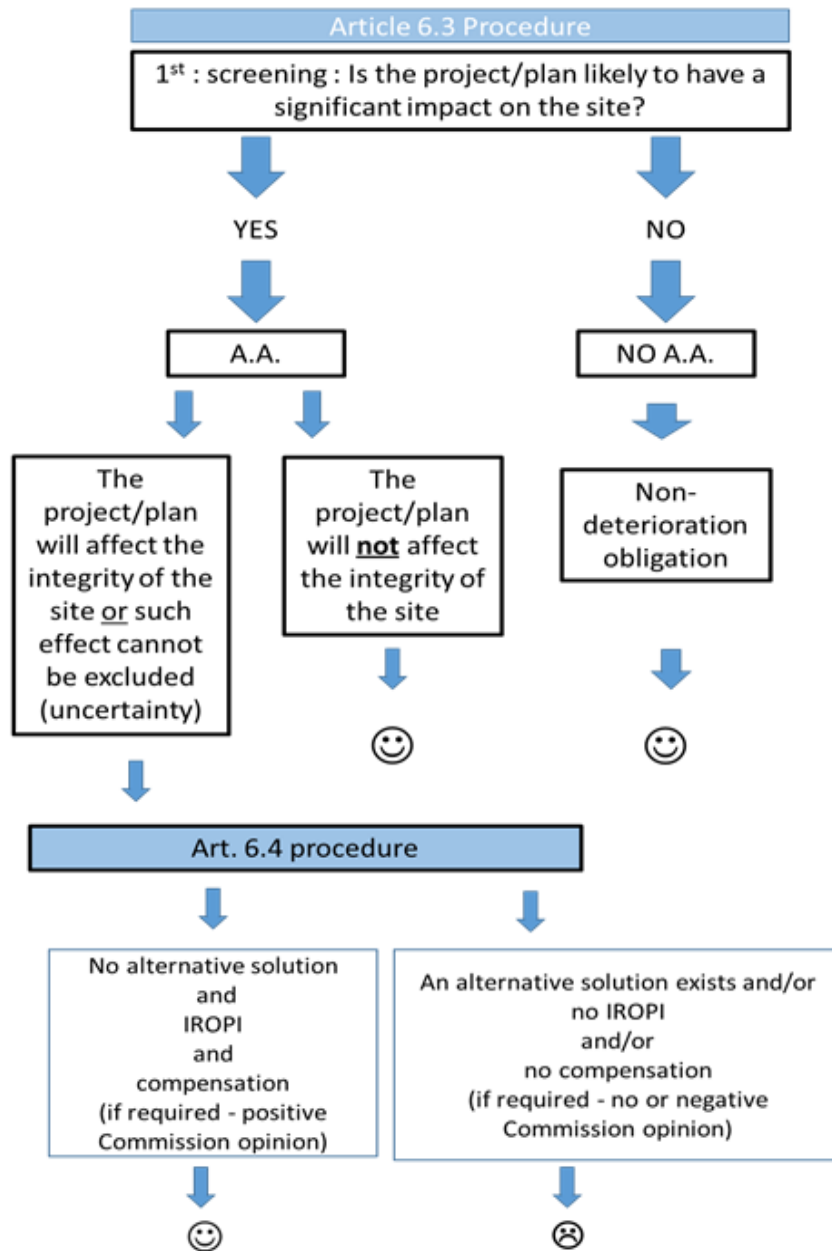 Article 6.3 Procedure
1st : screening : Is the project/plan likely to have a
significant impact on the site?
YES
NO
A.A.
NO A.A.
The
project/plan
will affect the
integrity of the
site or such
effect cannot
be excluded
(uncertainty)
The
project/plan
will not affect
the integrity of
the site
Non-
deterioration
obligation
Art. 6.4 procedure
No alternative solution
and
IROPI
and
compensation
(if required - positive
Commission opinion)
An alternative solution exists and/or
no IROPI
and/or
no compensation
(if required - no or negative
Commission opinion)